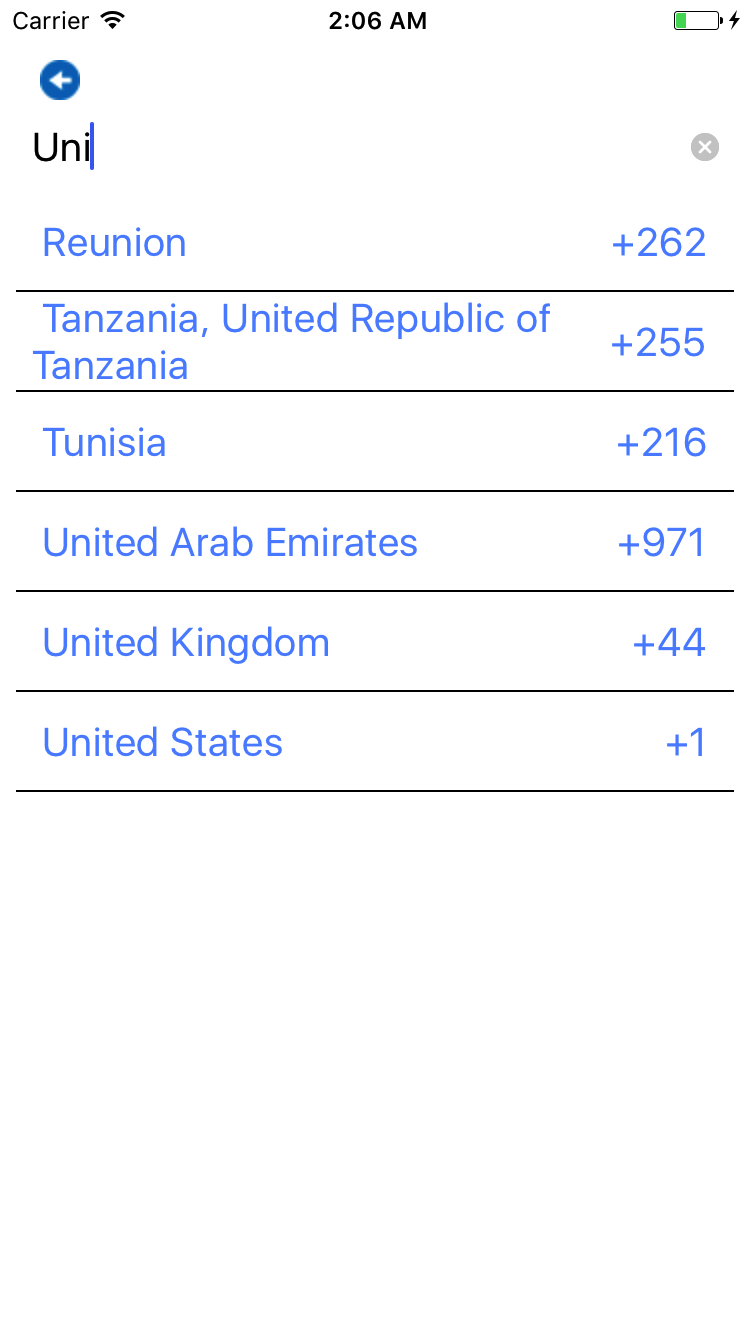 Carrier 2:06 AM
Uni
Reunion +262
Tanzania, United Republic of
Tanzania +255
Tunisia +216
United Arab Emirates +971
United Kingdom +44
United States +1